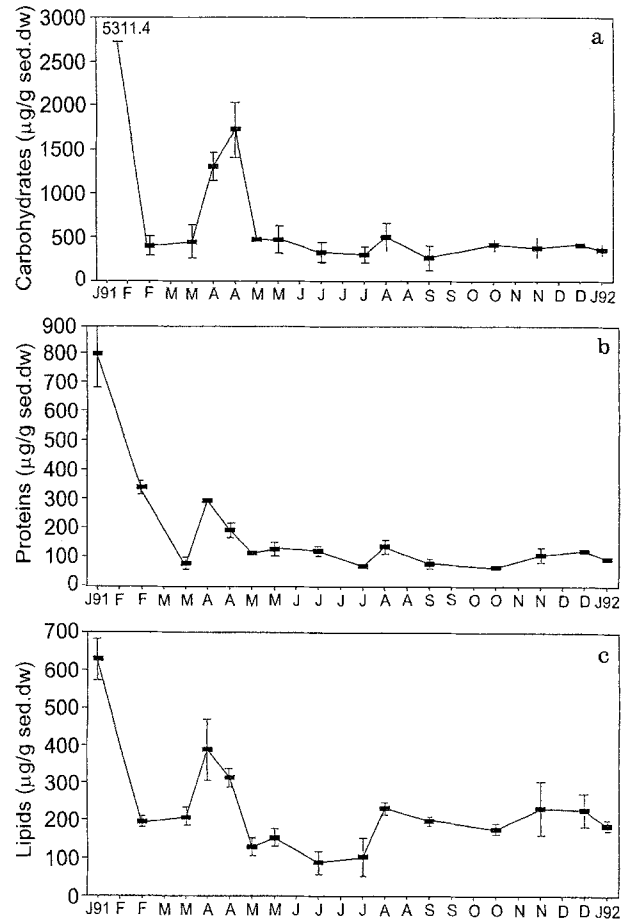 3000
5311.4
a
2500
2000
1500
1000
500
0
Carbohydrates (μg/g sed.dw)
J91 F F M M A A M M J J J J A A S S O O N N D D J92
900
b
800
700
600
500
400
300
200
100
0
Proteins (μg/g sed.dw)
J91 F F M M A A M M J J J J A A S S O O N N D D J92
700
c
600
500
400
300
200
100
0
Lipids (μg/g sed.dw)
J91 F F M M A A M M J J J J A A S S O O N N D D J92